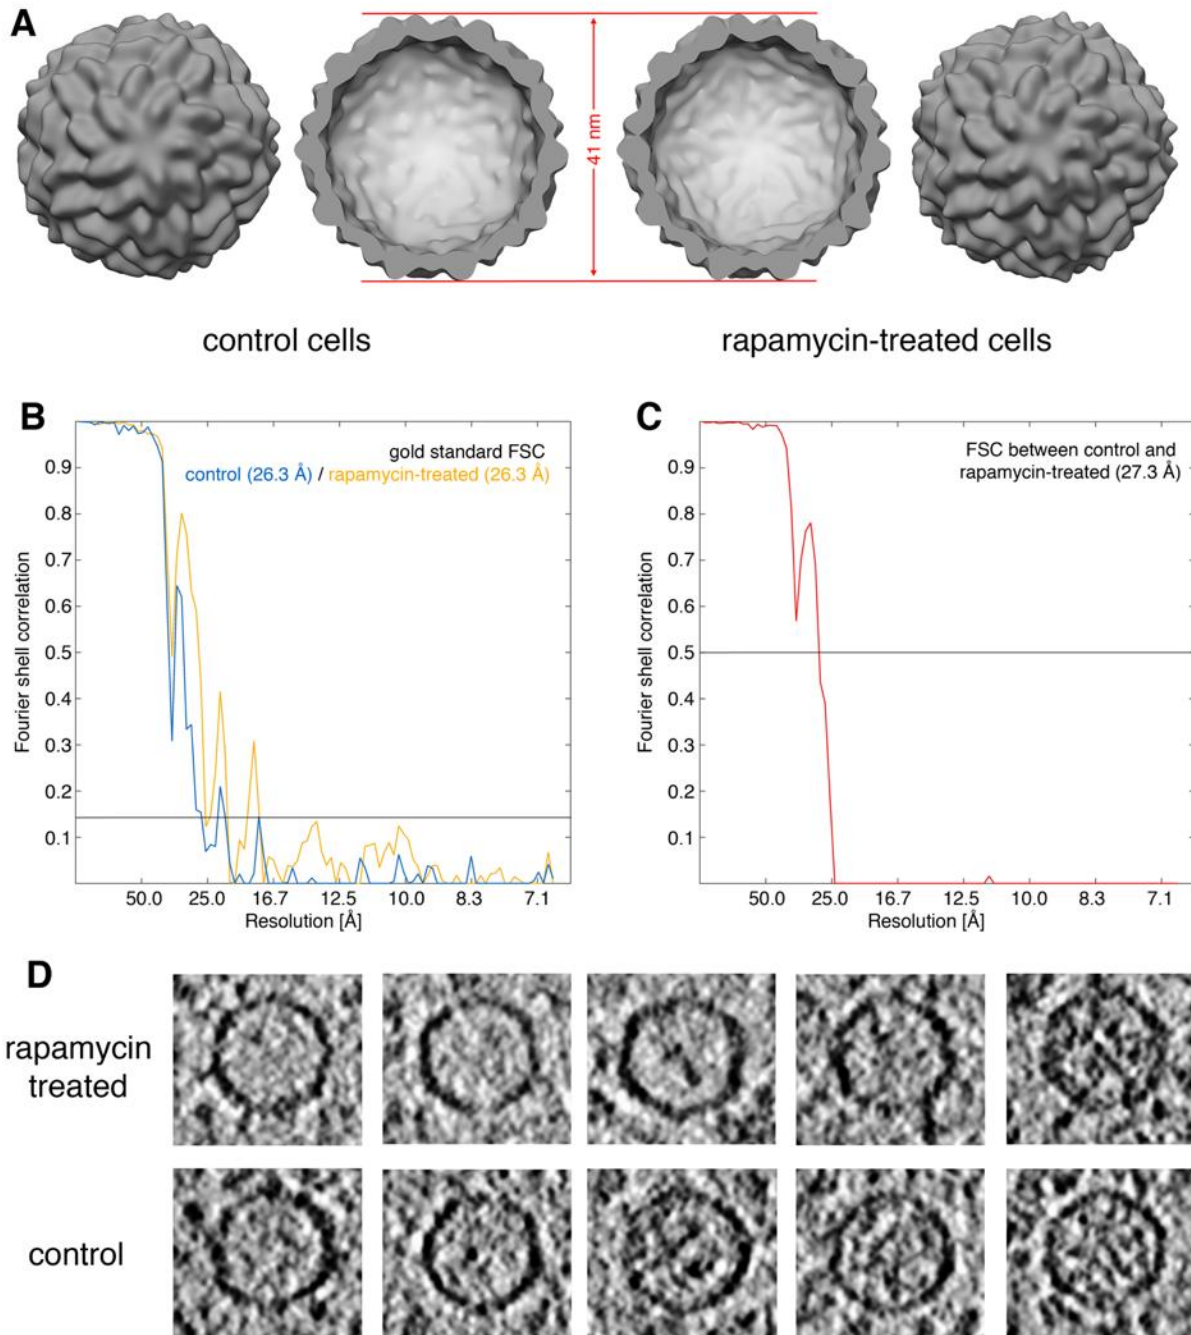 A
41 nm
control cells
rapamycin-treated cells
B
gold standard FSC
control (26.3 Å) / rapamycin-treated (26.3 Å)
Fourier shell correlation
0.9
0.8
0.7
0.6
0.5
0.4
0.3
0.2
0.1
50.0 25.0 16.7 12.5 10.0 8.3 7.1
Resolution [Å]
C
FSC between control and
rapamycin-treated (27.3 Å)
Fourier shell correlation
0.9
0.8
0.7
0.6
0.5
0.4
0.3
0.2
0.1
50.0 25.0 16.7 12.5 10.0 8.3 7.1
Resolution [Å]
D
rapamycin
treated
control